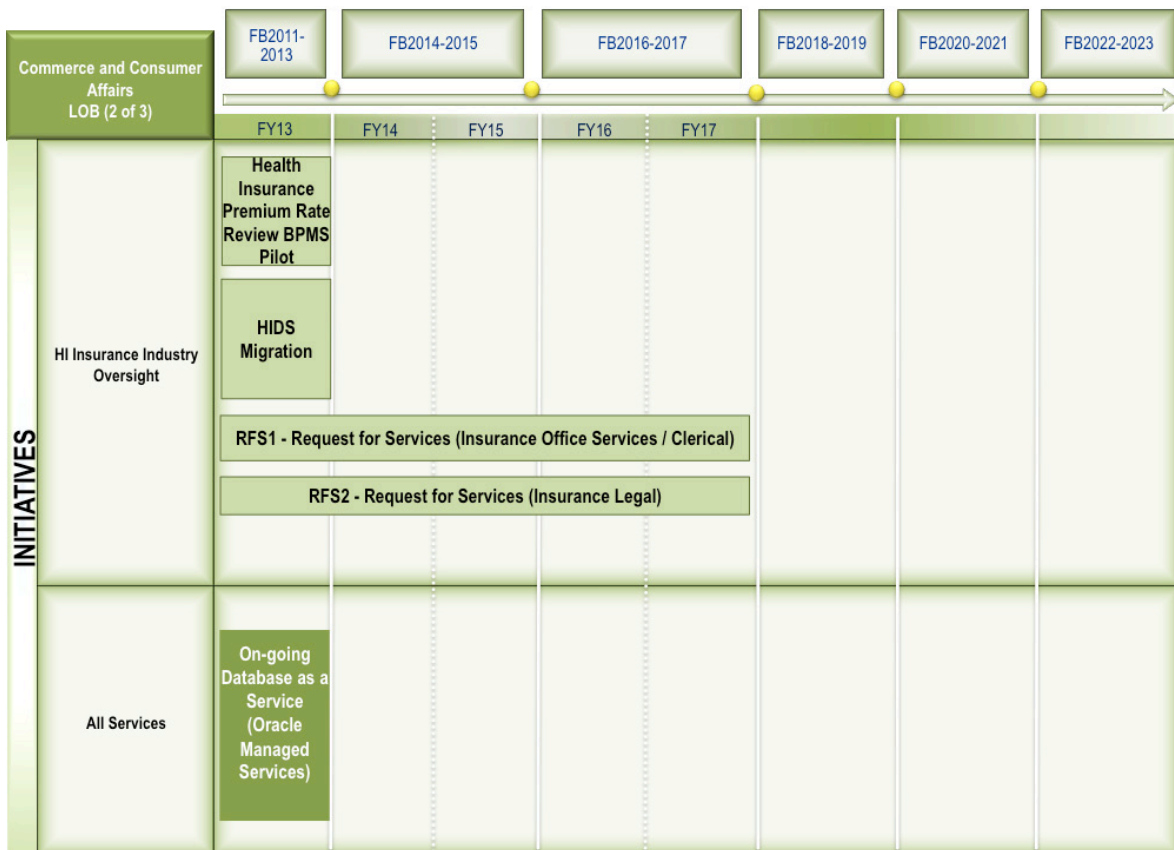 Commerce and Consumer
Affairs
LOB (2 of 3)
FB2011-
2013
FB2014-2015
FB2016-2017
FB2018-2019
FB2020-2021
FB2022-2023
FY13
FY14
FY15
FY16
FY17
INITIATIVES
HI Insurance Industry
Oversight
Health
Insurance
Premium Rate
Review BPMS
Pilot
HIDS
Migration
RFS1 - Request for Services (Insurance Office Services / Clerical)
RFS2 - Request for Services (Insurance Legal)
All Services
On-going
Database as a
Service
(Oracle
Managed
Services)